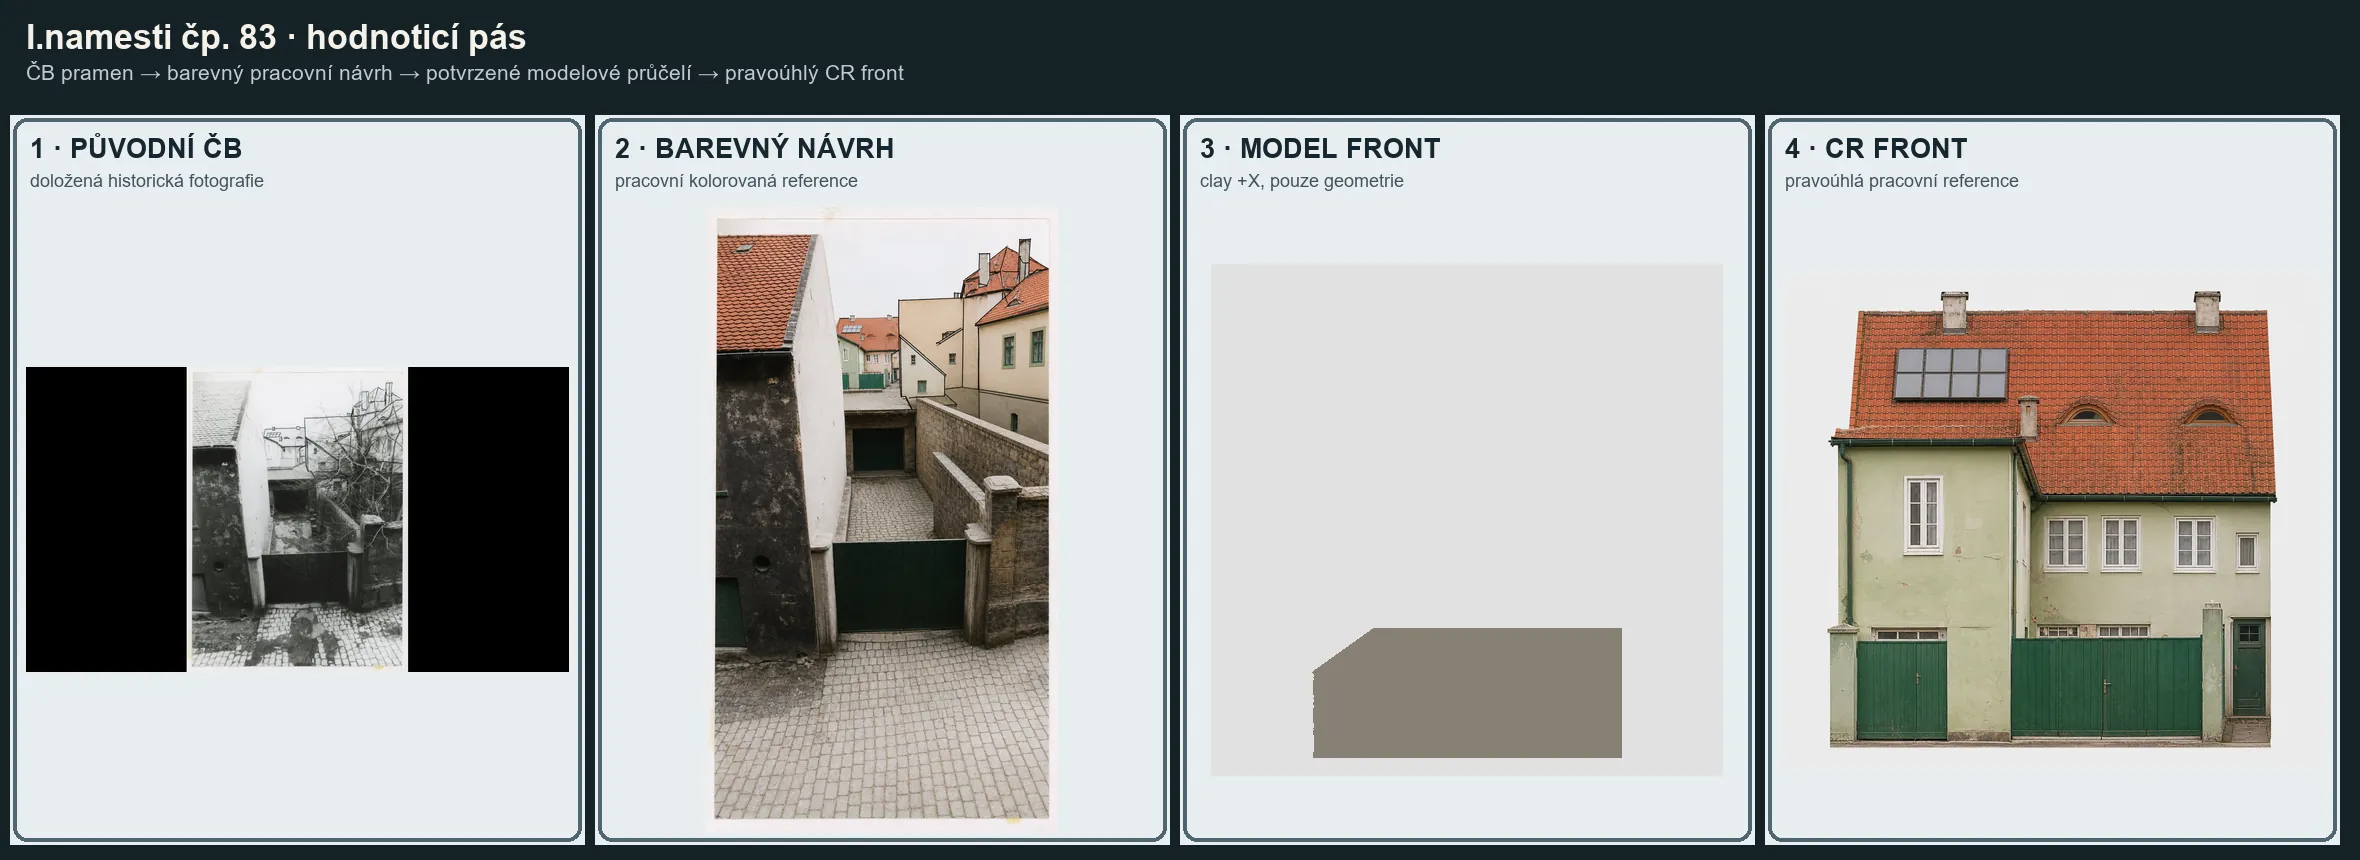 I.namesti čp. 83 · hodnoticí pás
ČB pramen → barevný pracovní návrh → potvrzené modelové průčelí → pravoúhlý CR front
1 · PŮVODNÍ ČB
doložená historická fotografie
2 · BAREVNÝ NÁVRH
pracovní kolorovaná reference
3 · MODEL FRONT
clay +X, pouze geometrie
4 · CR FRONT
pravoúhlá pracovní reference